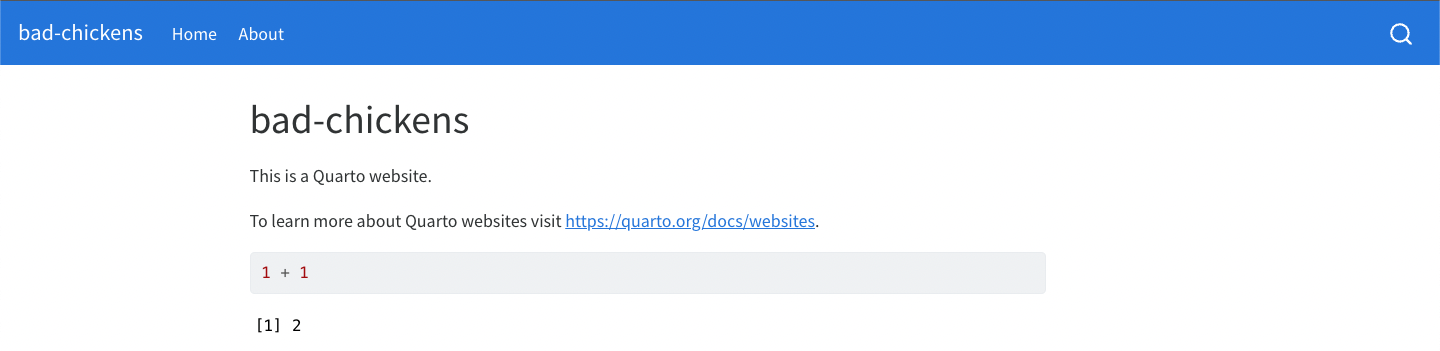 bad-chickens Home About
bad-chickens
This is a Quarto website.
To learn more about Quarto websites visit https://quarto.org/docs/websites.
1 + 1
[1] 2